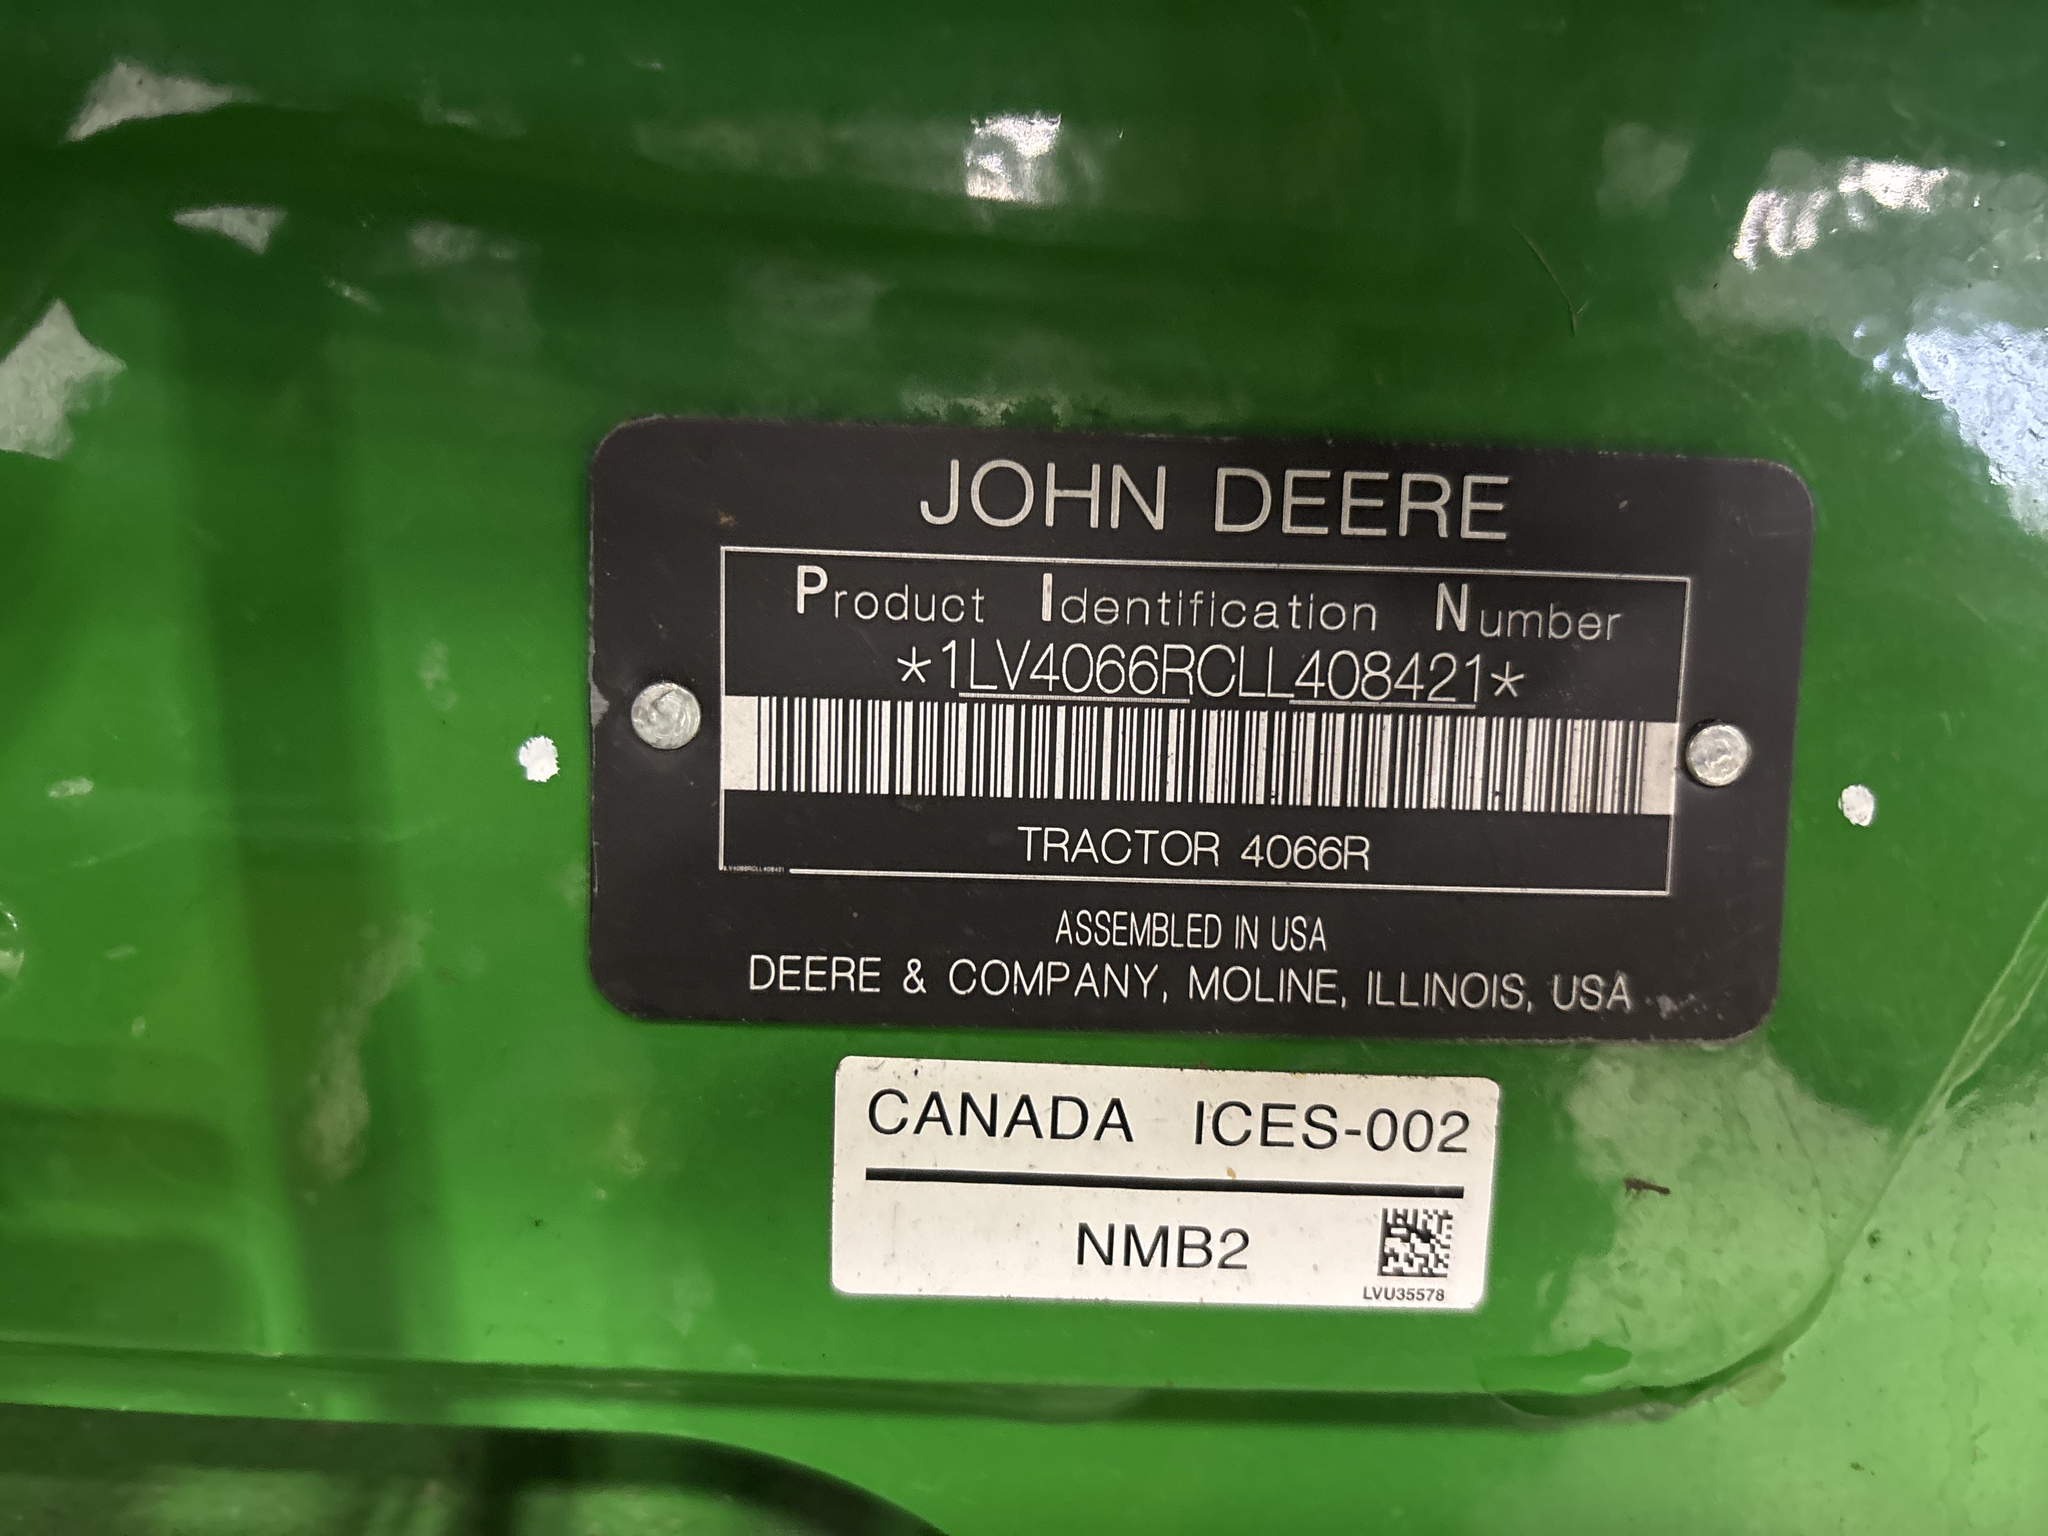 JOHN DEERE
Product Identification Number
*1LV4066RCLL408421*
TRACTOR 4066R
ASSEMBLED IN USA
DEERE & COMPANY, MOLINE, ILLINOIS, USA
CANADA ICES-002
NMB2
LVU35578